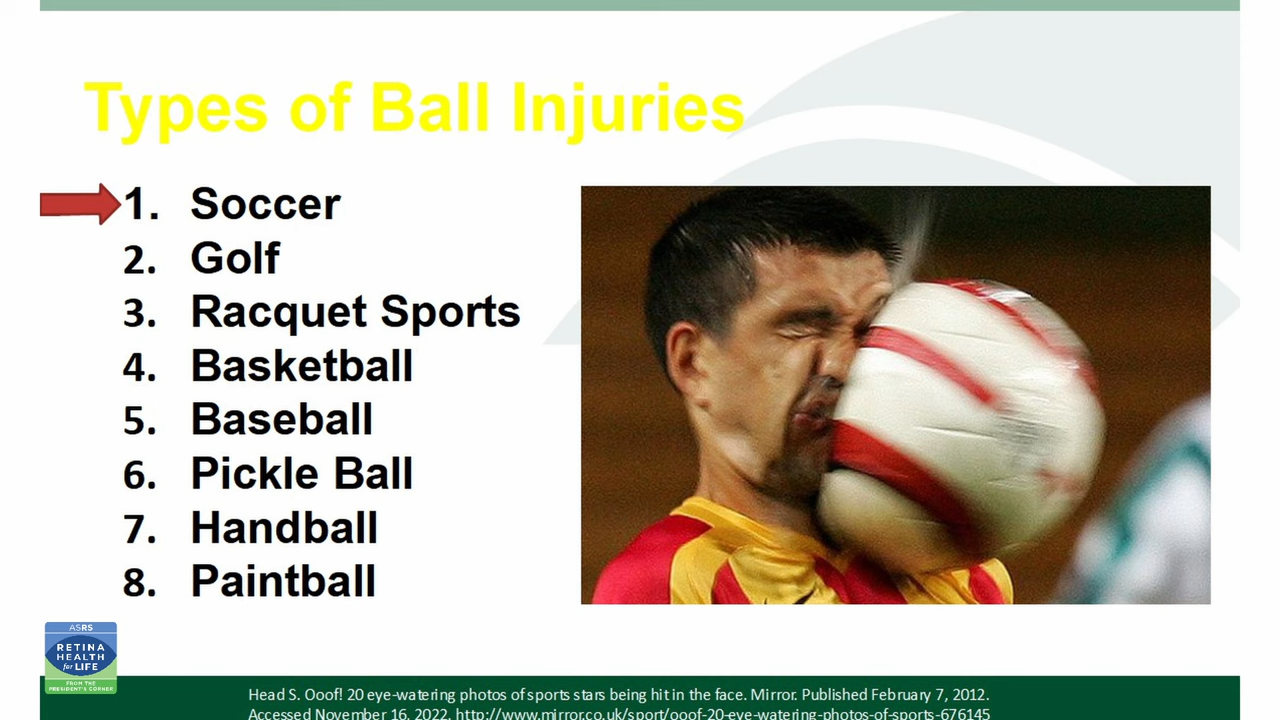 Types of Ball Injuries
1. Soccer
2. Golf
3. Racquet Sports
4. Basketball
5. Baseball
6. Pickle Ball
7. Handball
8. Paintball
ASRS
RETINA
HEALTH
for LIFE
FROM THE
PRESIDENT'S CORNER
Head S. Ooof! 20 eye-watering photos of sports stars being hit in the face. Mirror. Published February 7, 2012.
Accessed November 16, 2022. http://www.mirror.co.uk/sport/ooof-20-eye-watering-photos-of-sports-676145